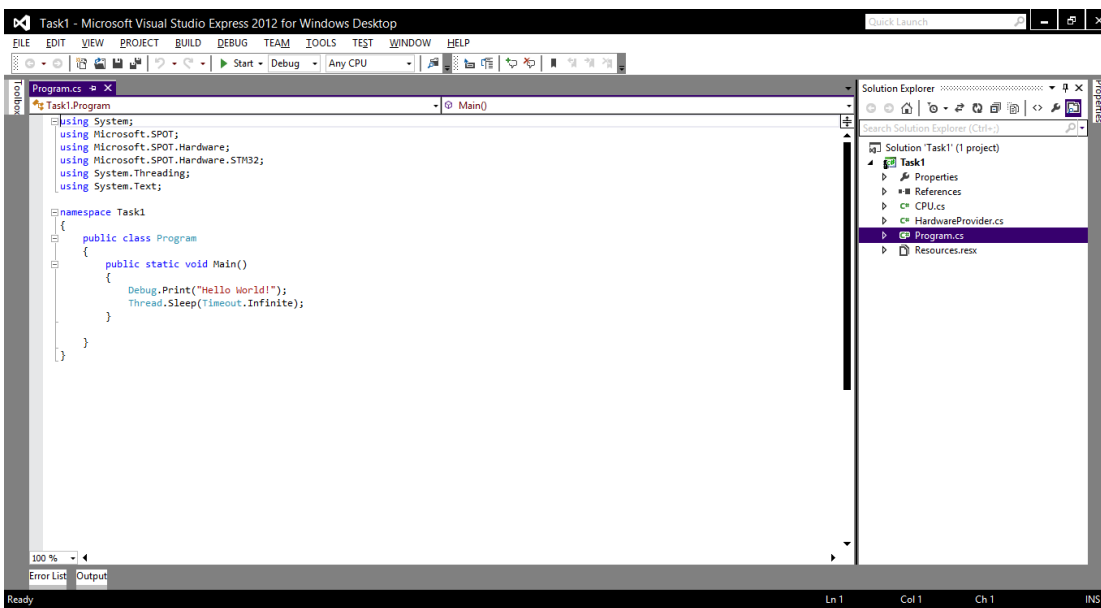 Task1 - Microsoft Visual Studio Express 2012 for Windows Desktop
Quick Launch
FILE EDIT VIEW PROJECT BUILD DEBUG TEAM TOOLS TEST WINDOW HELP
Start Debug Any CPU
Toolbox
Program.cs
Task1.Program
Main()
using System;
using Microsoft.SPOT;
using Microsoft.SPOT.Hardware;
using Microsoft.SPOT.Hardware.STM32;
using System.Threading;
using System.Text;
namespace Task1
{
public class Program
{
public static void Main()
{
Debug.Print("Hello World!");
Thread.Sleep(Timeout.Infinite);
}
}
}
100 %
Error List Output
Solution Explorer
Search Solution Explorer (Ctrl+;)
Solution 'Task1' (1 project)
Task1
Properties
References
C# CPU.cs
C# HardwareProvider.cs
C# Program.cs
Resources.resx
Properties
Ready Ln 1 Col 1 Ch 1 INS